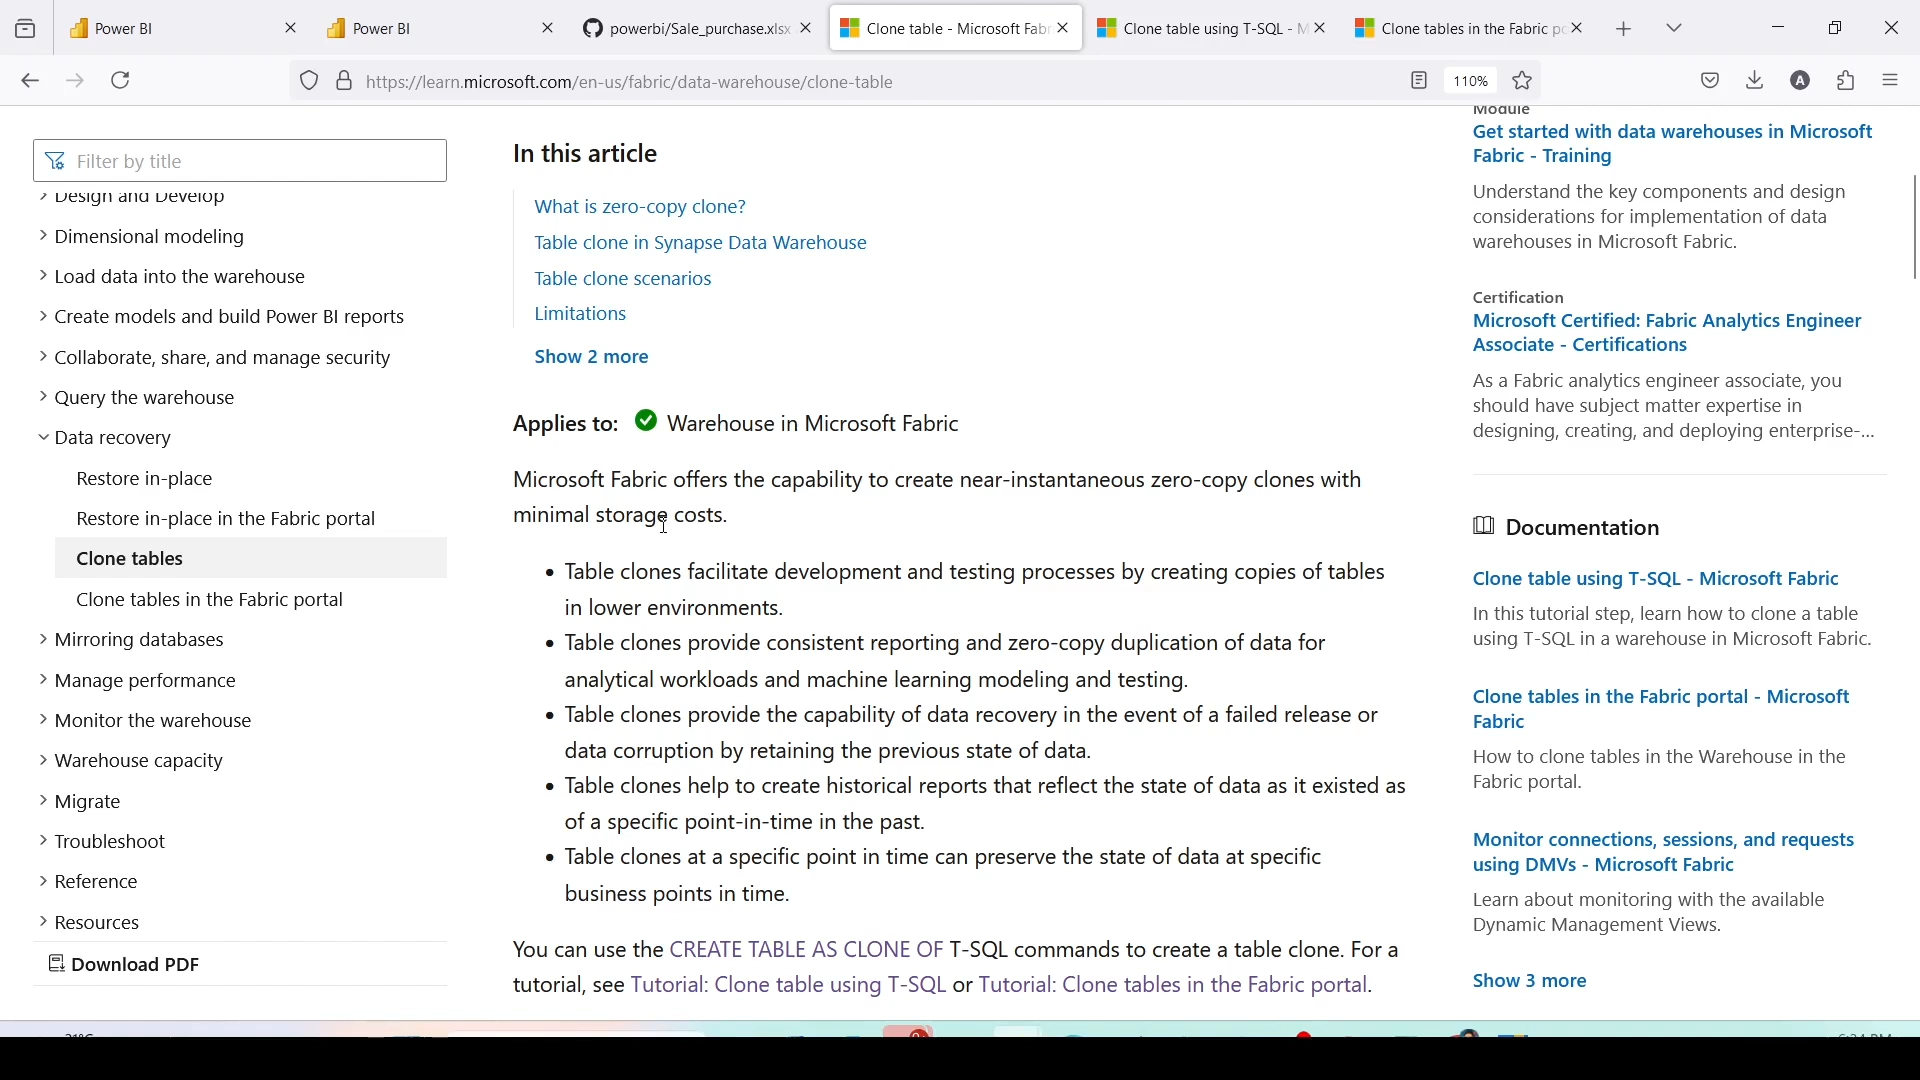 Power BI
Power BI
powerbi/Sale_purchase.xlsx
Clone table - Microsoft Fabr
Clone table using T-SQL - M
Clone tables in the Fabric po
https://learn.microsoft.com/en-us/fabric/data-warehouse/clone-table
110%
A
Filter by title
Design and Develop
Dimensional modeling
Load data into the warehouse
Create models and build Power BI reports
Collaborate, share, and manage security
Query the warehouse
Data recovery
Restore in-place
Restore in-place in the Fabric portal
Clone tables
Clone tables in the Fabric portal
Mirroring databases
Manage performance
Monitor the warehouse
Warehouse capacity
Migrate
Troubleshoot
Reference
Resources
Download PDF
In this article
What is zero-copy clone?
Table clone in Synapse Data Warehouse
Table clone scenarios
Limitations
Show 2 more
Applies to: Warehouse in Microsoft Fabric
Microsoft Fabric offers the capability to create near-instantaneous zero-copy clones with
minimal storage costs.
• Table clones facilitate development and testing processes by creating copies of tables
in lower environments.
• Table clones provide consistent reporting and zero-copy duplication of data for
analytical workloads and machine learning modeling and testing.
• Table clones provide the capability of data recovery in the event of a failed release or
data corruption by retaining the previous state of data.
• Table clones help to create historical reports that reflect the state of data as it existed as
of a specific point-in-time in the past.
• Table clones at a specific point in time can preserve the state of data at specific
business points in time.
You can use the CREATE TABLE AS CLONE OF T-SQL commands to create a table clone. For a
tutorial, see Tutorial: Clone table using T-SQL or Tutorial: Clone tables in the Fabric portal.
Module
Get started with data warehouses in Microsoft
Fabric - Training
Understand the key components and design
considerations for implementation of data
warehouses in Microsoft Fabric.
Certification
Microsoft Certified: Fabric Analytics Engineer
Associate - Certifications
As a Fabric analytics engineer associate, you
should have subject matter expertise in
designing, creating, and deploying enterprise-...
Documentation
Clone table using T-SQL - Microsoft Fabric
In this tutorial step, learn how to clone a table
using T-SQL in a warehouse in Microsoft Fabric.
Clone tables in the Fabric portal - Microsoft
Fabric
How to clone tables in the Warehouse in the
Fabric portal.
Monitor connections, sessions, and requests
using DMVs - Microsoft Fabric
Learn about monitoring with the available
Dynamic Management Views.
Show 3 more